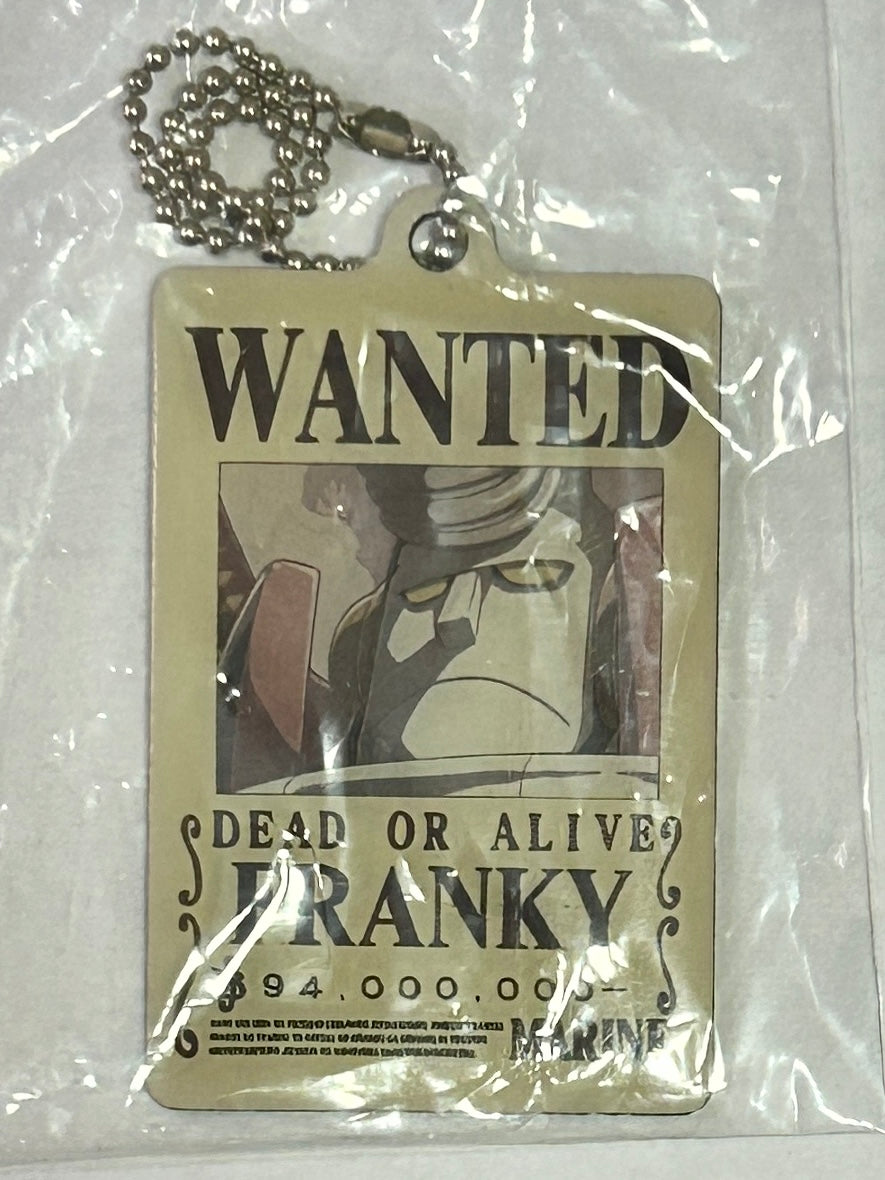 WANTED
DEAD OR ALIVE
FRANKY
฿94,000,000-
MARINE